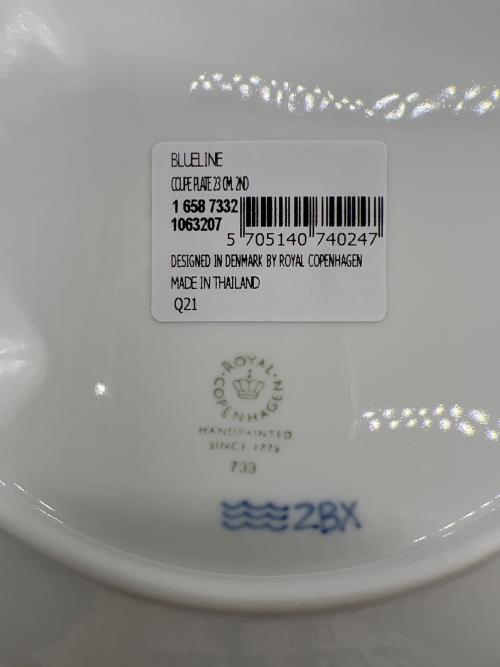 BLUELINE
COUPE PLATE 23 CM. 2ND
1 658 7332
1063207
5 705140 740247
DESIGNED IN DENMARK BY ROYAL COPENHAGEN
MADE IN THAILAND
Q21
ROYAL COPENHAGEN
HANDPAINTED
SINCE 1775
733
2BX